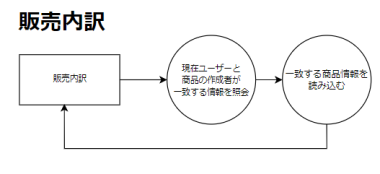 販売内訳
販売内訳
現在ユーザーと
商品の作成者が
一致する情報を照会
一致する商品情報を
読み込む